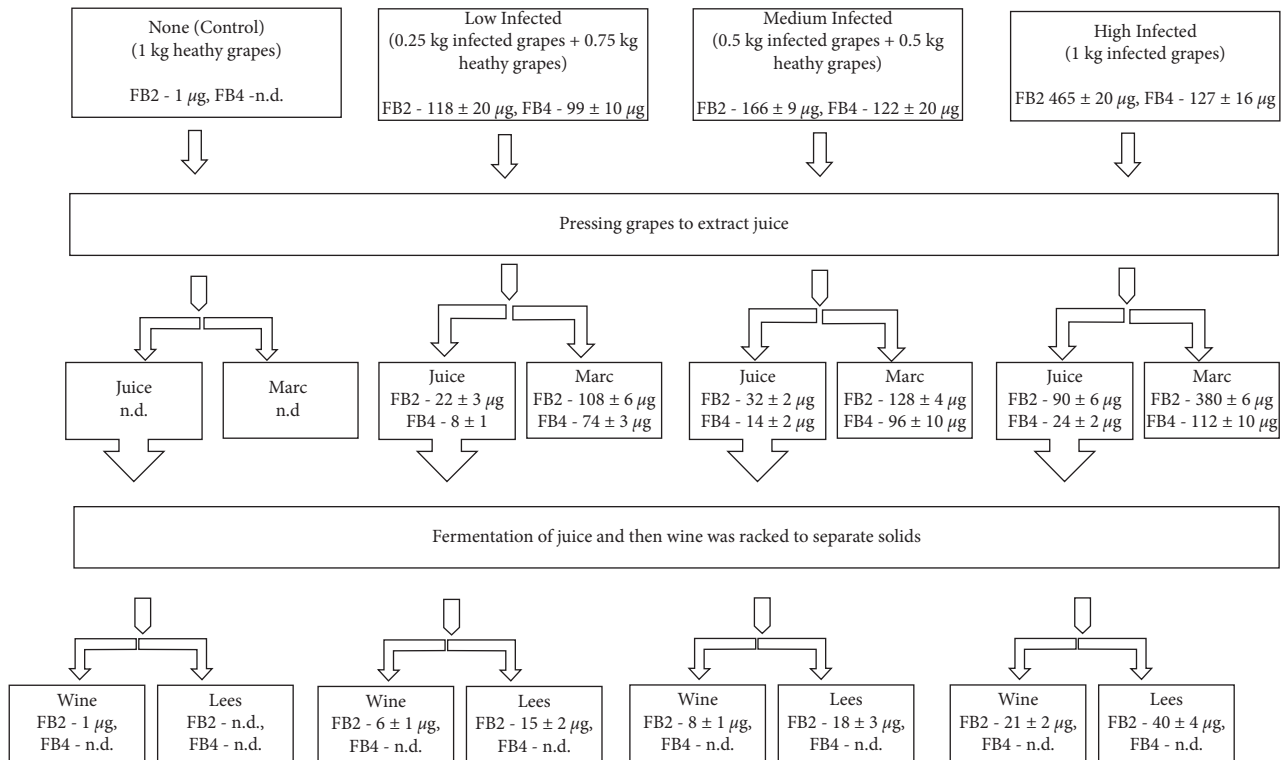 None (Control)
(1 kg heathy grapes)
FB2 - 1 μg, FB4 -n.d.
Low Infected
(0.25 kg infected grapes + 0.75 kg
heathy grapes)
FB2 - 118 ± 20 μg, FB4 - 99 ± 10 μg
Medium Infected
(0.5 kg infected grapes + 0.5 kg
heathy grapes)
FB2 - 166 ± 9 μg, FB4 - 122 ± 20 μg
High Infected
(1 kg infected grapes)
FB2 465 ± 20 μg, FB4 - 127 ± 16 μg
Pressing grapes to extract juice
Juice
n.d.
Marc
n.d
Juice
FB2 - 22 ± 3 μg
FB4 - 8 ± 1
Marc
FB2 - 108 ± 6 μg
FB4 - 74 ± 3 μg
Juice
FB2 - 32 ± 2 μg
FB4 - 14 ± 2 μg
Marc
FB2 - 128 ± 4 μg
FB4 - 96 ± 10 μg
Juice
FB2 - 90 ± 6 μg
FB4 - 24 ± 2 μg
Marc
FB2 - 380 ± 6 μg
FB4 - 112 ± 10 μg
Fermentation of juice and then wine was racked to separate solids
Wine
FB2 - 1 μg,
FB4 - n.d.
Lees
FB2 - n.d.,
FB4 - n.d.
Wine
FB2 - 6 ± 1 μg,
FB4 - n.d.
Lees
FB2 - 15 ± 2 μg,
FB4 - n.d.
Wine
FB2 - 8 ± 1 μg,
FB4 - n.d.
Lees
FB2 - 18 ± 3 μg,
FB4 - n.d.
Wine
FB2 - 21 ± 2 μg,
FB4 - n.d.
Lees
FB2 - 40 ± 4 μg,
FB4 - n.d.